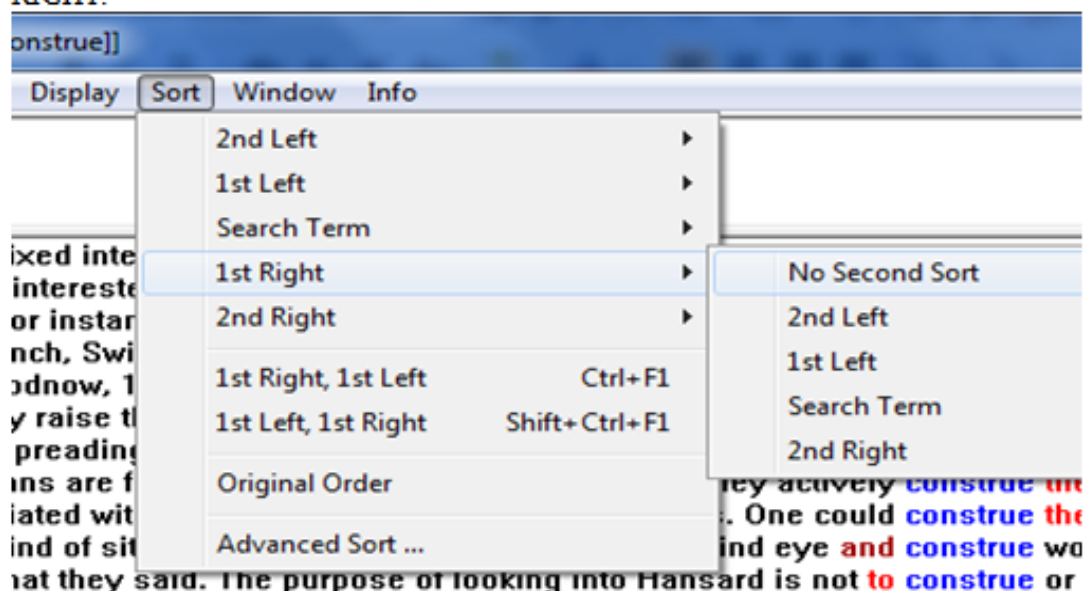 onstrue]]
Display Sort Window Info
2nd Left
1st Left
Search Term
ixed inte
1st Right No Second Sort
intereste
or instar 2nd Right 2nd Left
nch, Swi 1st Left
odnow, 1 1st Right, 1st Left Ctrl+F1
y raise th 1st Left, 1st Right Shift+Ctrl+F1 Search Term
preading 2nd Right
ans are f Original Order ey actively construe the
iated wit . One could construe the
ind of sit Advanced Sort ... ind eye and construe wo
hat they said. The purpose of looking into Hansard is not to construe or